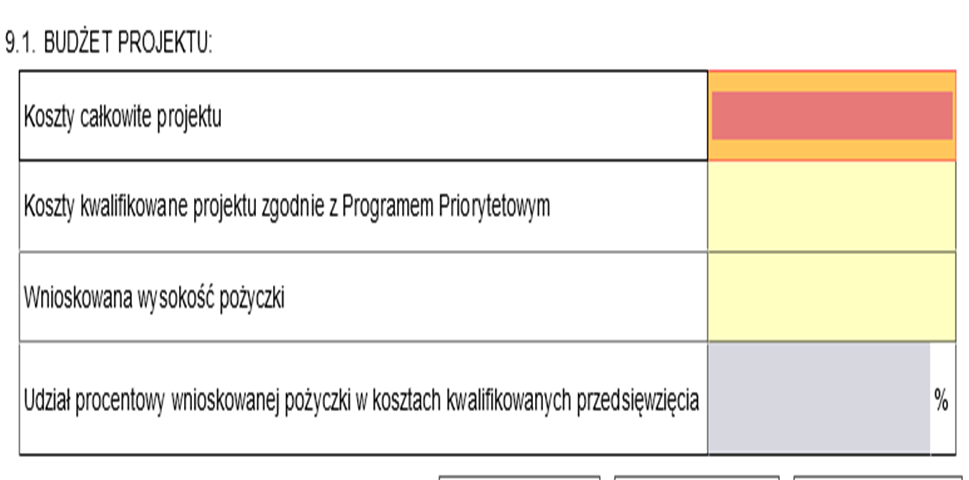 9.1. BUDŻET PROJEKTU:
Koszty całkowite projektu
Koszty kwalifikowane projektu zgodnie z Programem Priorytetowym
Wnioskowana wysokość pożyczki
Udział procentowy wnioskowanej pożyczki w kosztach kwalifikowanych przedsięwzięcia %